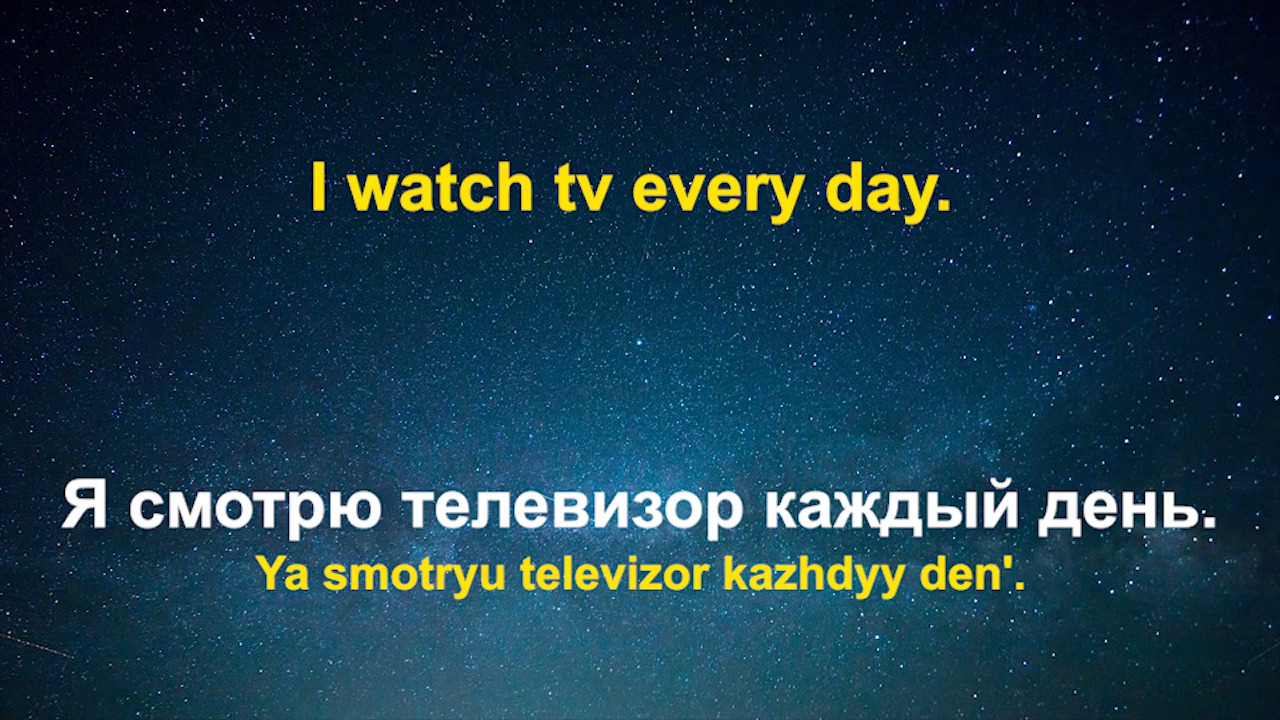 I watch tv every day.
Я смотрю телевизор каждый день.
Ya smotryu televizor kazhdyy den'.